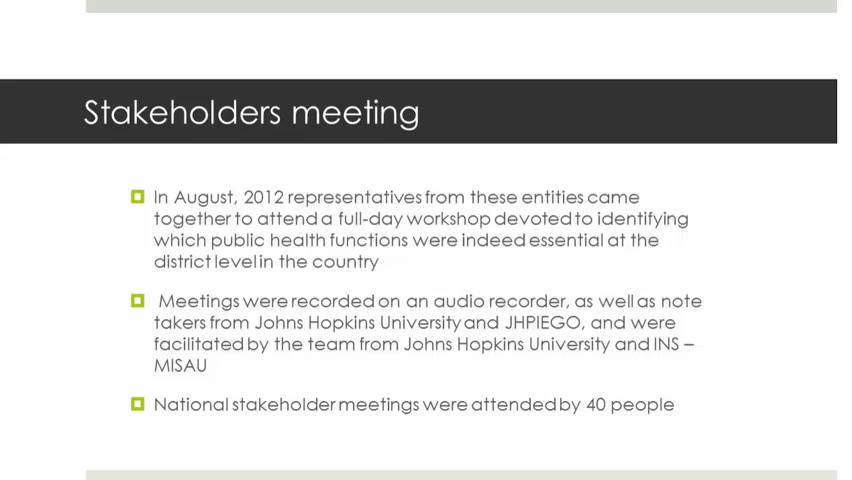 Stakeholders meeting
In August, 2012 representatives from these entities came
together to attend a full-day workshop devoted to identifying
which public health functions were indeed essential at the
district level in the country
Meetings were recorded on an audio recorder, as well as note
takers from Johns Hopkins University and JHPIEGO, and were
facilitated by the team from Johns Hopkins University and INS –
MISAU
National stakeholder meetings were attended by 40 people